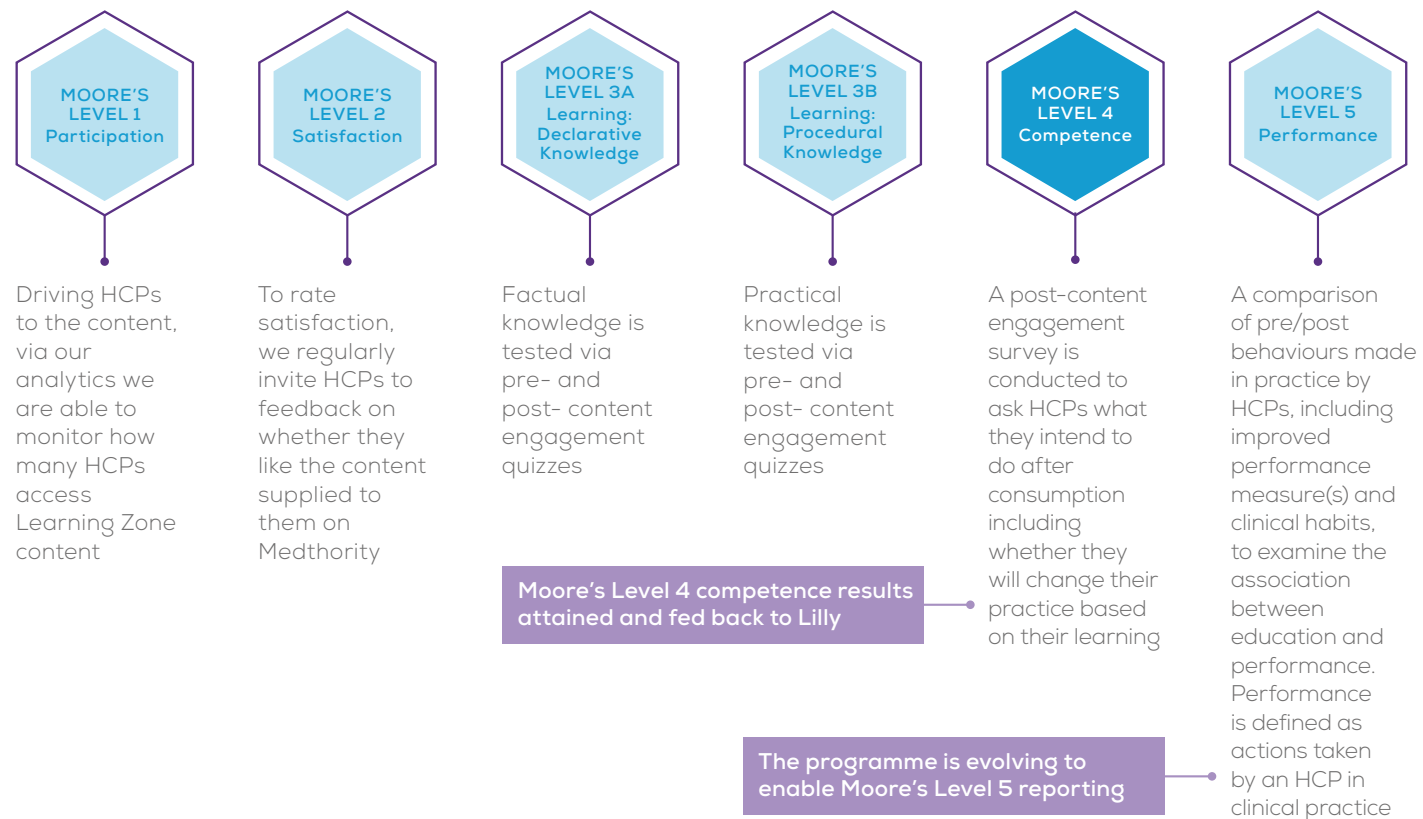 MOORE'S
LEVEL 1
Participation
Driving HCPs
to the content,
via our
analytics we
are able to
monitor how
many HCPs
access
Learning Zone
content
MOORE'S
LEVEL 2
Satisfaction
To rate
satisfaction,
we regularly
invite HCPs to
feedback on
whether they
like the content
supplied to
them on
Medthority
MOORE'S
LEVEL 3A
Learning:
Declarative
Knowledge
Factual
knowledge is
tested via
pre- and
post- content
engagement
quizzes
MOORE'S
LEVEL 3B
Learning:
Procedural
Knowledge
Practical
knowledge is
tested via
pre- and
post- content
engagement
quizzes
MOORE'S
LEVEL 4
Competence
A post-content
engagement
survey is
conducted to
ask HCPs what
they intend to
do after
consumption
including
whether they
will change their
practice based
on their learning
Moore's Level 4 competence results
attained and fed back to Lilly
MOORE'S
LEVEL 5
Performance
A comparison
of pre/post
behaviours made
in practice by
HCPs, including
improved
performance
measure(s) and
clinical habits,
to examine the
association
between
education and
performance.
Performance
is defined as
actions taken
by an HCP in
clinical practice
The programme is evolving to
enable Moore's Level 5 reporting